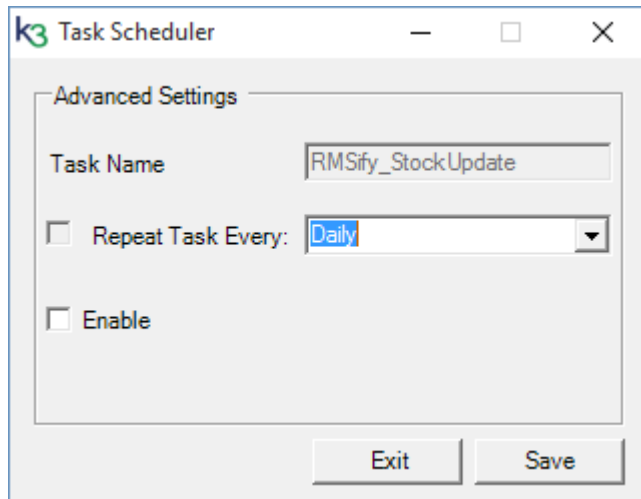 k3 Task Scheduler
Advanced Settings
Task Name RMSify_StockUpdate
Repeat Task Every: Daily
Enable
Exit Save